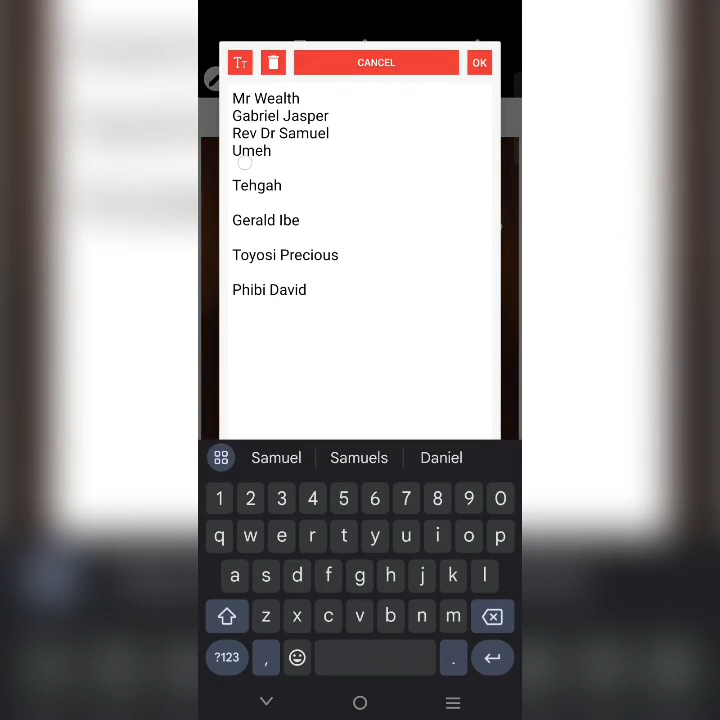 TT
CANCEL
OK
Mr Wealth
Gabriel Jasper
Rev Dr Samuel
Umeh
Tehgah
Gerald Ibe
Toyosi Precious
Phibi David
Samuel Samuels Daniel
1 2 3 4 5 6 7 8 9 0
q w e r t y u i o p
a s d f g h j k l
z x c v b n m
?123 , .